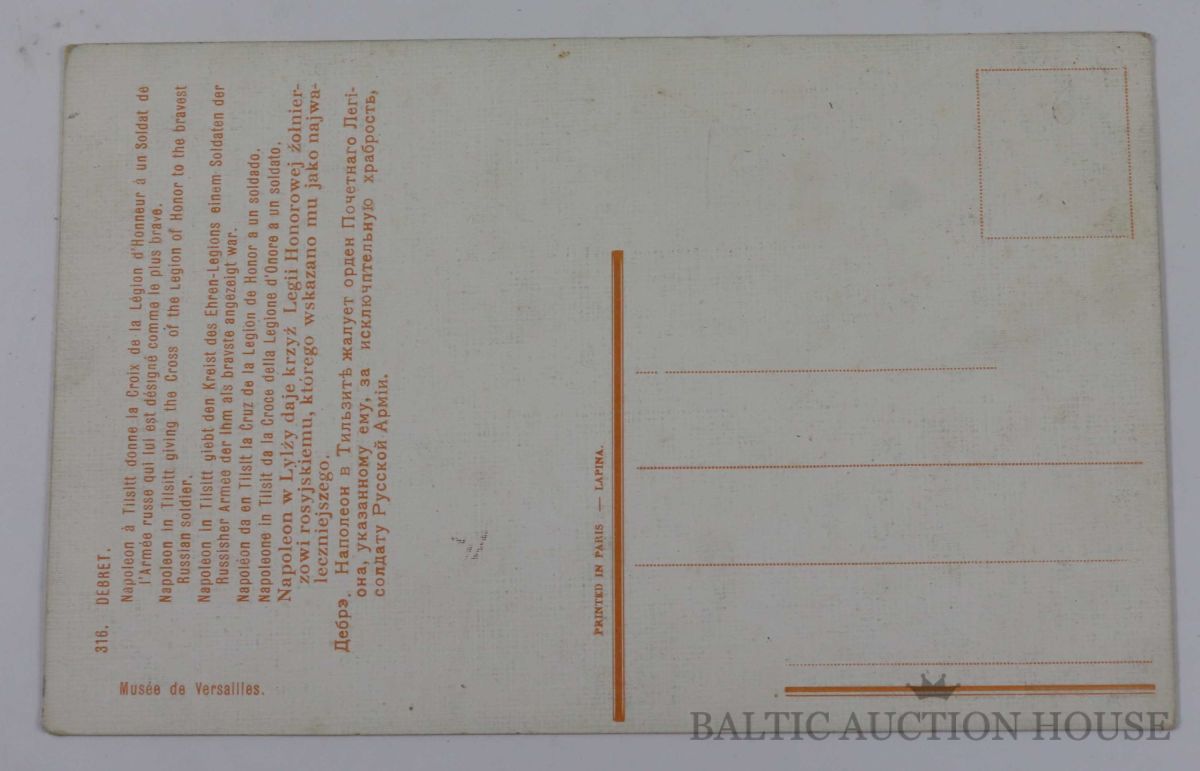 316. DEBRET.
Napoleon à Tilsitt donne la Croix de la Légion d'Honneur à un Soldat de
l'Armée russe qui lui est désigné comme le plus brave.
Napoleon in Tilsitt giving the Cross of the Legion of Honor to the bravest
Russian soldier.
Napoleon in Tilsitt giebt den Kreist des Ehren-Legions einem Soldaten der
Russisher Armee der ihm als bravste angezeigt war.
Napoléon da en Tilsit la Cruz de la Legion de Honor a un soldado.
Napoleone in Tilsit da la Croce della Legione d'Onore a un soldato.
Napoleon w Lylży daje krzyż Legii Honorowej żołnier-
zowi rosyjskiemu, którego wskazano mu jako najwa-
leczniejszego.
Дебрэ. Наполеон в Тильзитѣ жалует орден Почетнаго Легі-
она, указанному ему, за исключптельную храбрость,
солдату Русской Арміи.
Musée de Versailles.
PRINTED IN PARIS — LAPINA.
BALTIC AUCTION HOUSE